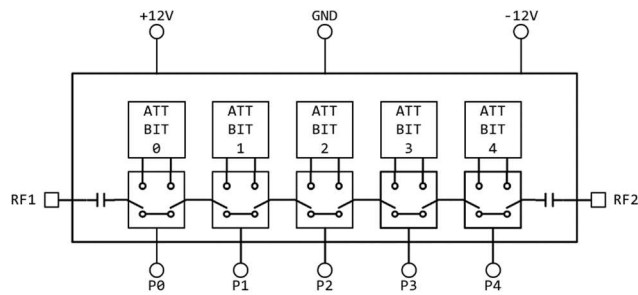 +12V GND -12V
ATT ATT ATT ATT ATT
BIT BIT BIT BIT BIT
0 1 2 3 4
RF1 RF2
P0 P1 P2 P3 P4